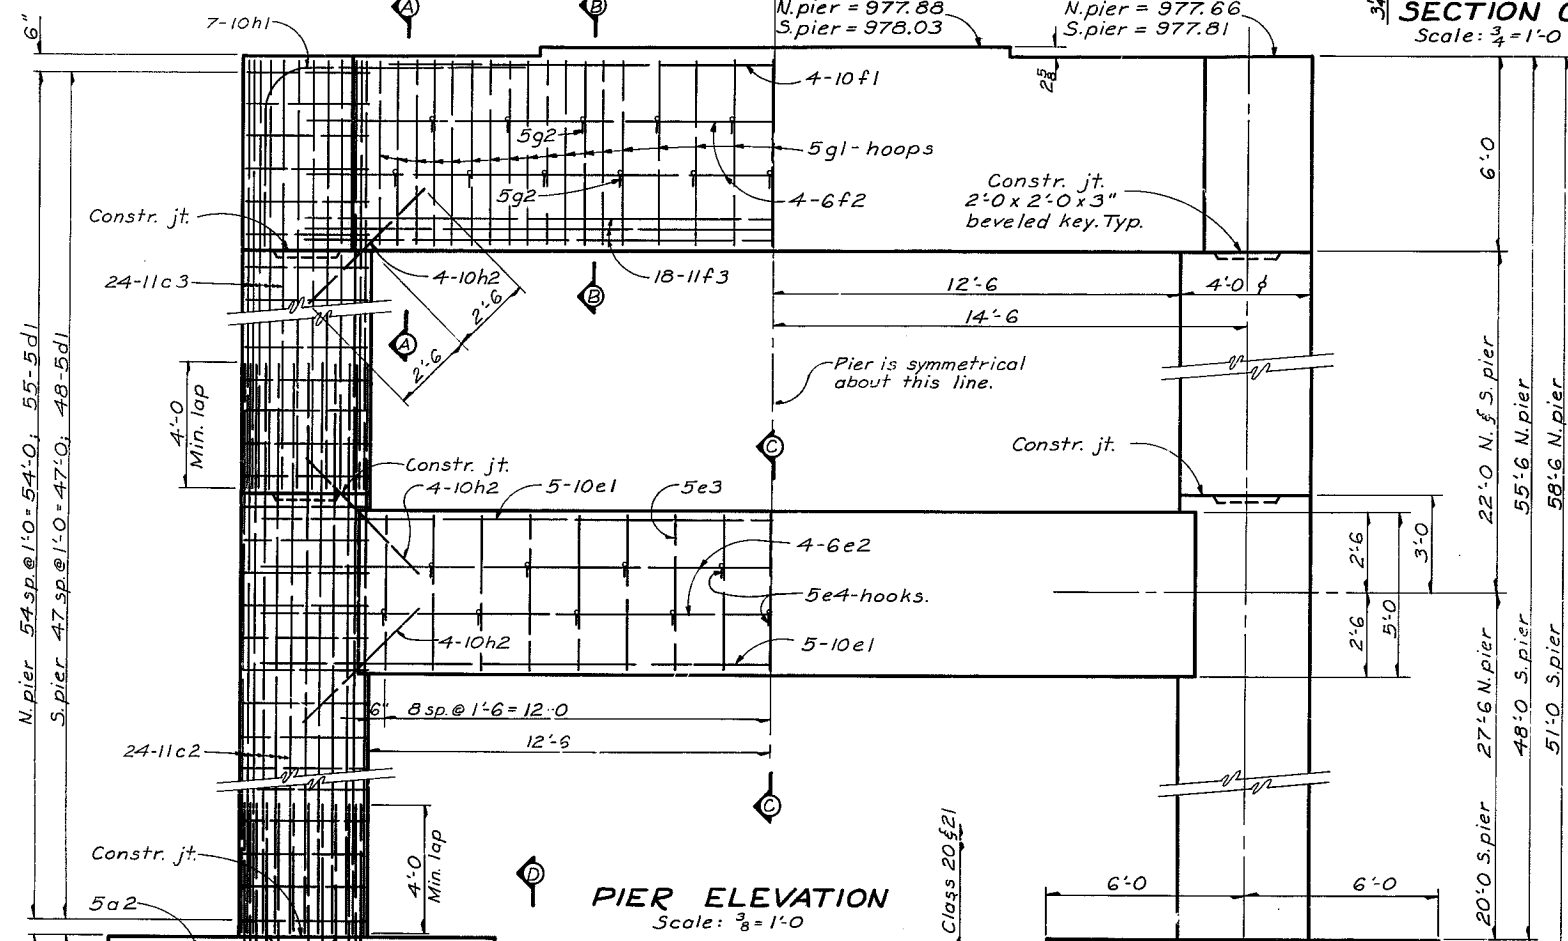 7-10h1
6"
A
B
N.pier = 977.88
S.pier = 978.03
N.pier = 977.66
S.pier = 977.81
SECTION
Scale: 3/4 = 1'-0
4-10f1
2 5/8
5g2
5g1-hoops
5g2
4-6f2
Constr. jt.
2'-0 x 2'-0 x 3"
beveled key. Typ.
6'-0
Constr. jt.
24-11c3
4-10h2
B
18-11f3
12'-6
4'-0 ϕ
14'-6
2'-6
2'-6
A
Pier is symmetrical
about this line.
4'-0
Min. lap
N.pier 54 sp.@1'-0=54'-0; 55-5d1
S.pier 47 sp.@1'-0=47'-0; 48-5d1
C
Constr. jt.
Constr. jt.
4-10h2
5-10e1
5e3
4-6e2
5e4-hooks.
4-10h2
5-10e1
22'-0 N. & S. pier
55'-6 N.pier
58'-6 N.pier
2'-6
3'-0
2'-6
5'-0
6"
8 sp.@ 1'-6 = 12'-0
12'-6
24-11c2
C
27'-6 N.pier
48'-0 S.pier
51'-0 S.pier
20'-0 S.pier
Constr. jt.
4'-0
Min. lap
D
5a2
PIER ELEVATION
Scale: 3/8 = 1'-0
Class 20 & 21
6'-0
6'-0